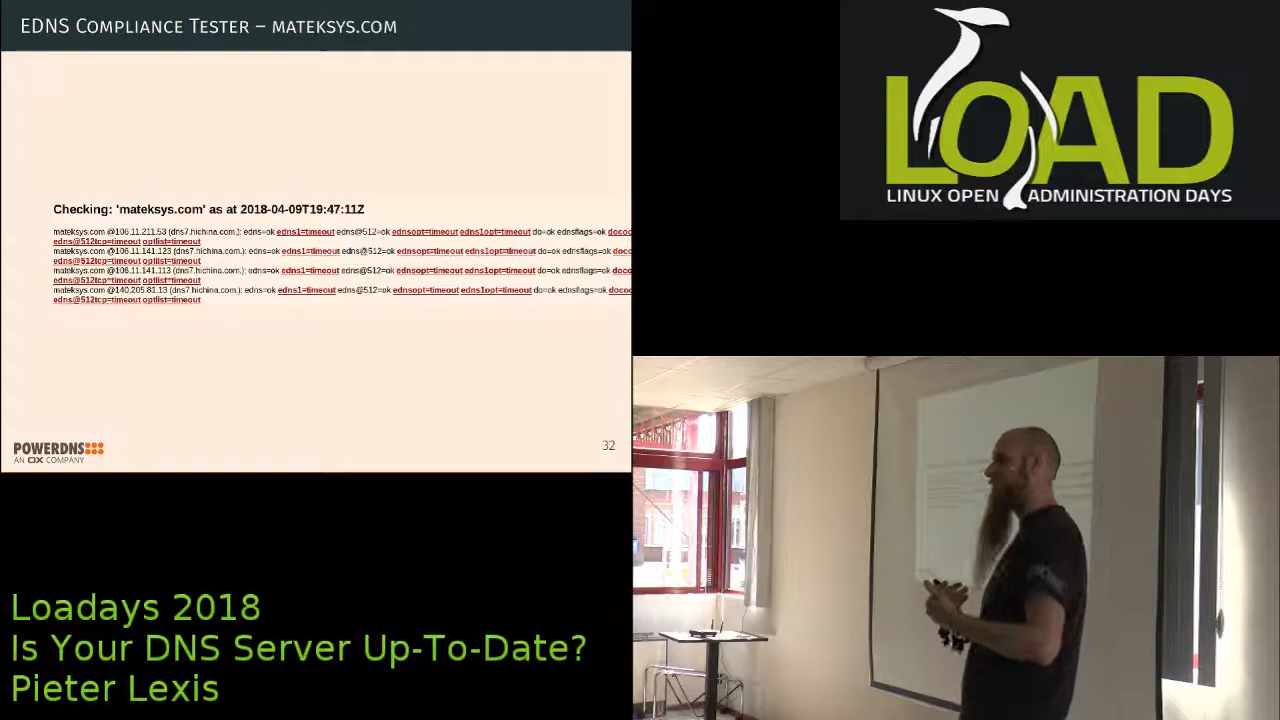 EDNS COMPLIANCE TESTER – MATEKSYS.COM
Checking: 'mateksys.com' as at 2018-04-09T19:47:11Z
mateksys.com @106.11.211.53 (dns7.hichina.com.): edns=ok edns1=timeout edns@512=ok ednsopt=timeout edns1opt=timeout do=ok ednsflags=ok docoo
edns@512tcp=timeout optlist=timeout
mateksys.com @106.11.141.123 (dns7.hichina.com.): edns=ok edns1=timeout edns@512=ok ednsopt=timeout edns1opt=timeout do=ok ednsflags=ok doco
edns@512tcp=timeout optlist=timeout
mateksys.com @106.11.141.113 (dns7.hichina.com.): edns=ok edns1=timeout edns@512=ok ednsopt=timeout edns1opt=timeout do=ok ednsflags=ok doco
edns@512tcp=timeout optlist=timeout
mateksys.com @140.205.81.13 (dns7.hichina.com.): edns=ok edns1=timeout edns@512=ok ednsopt=timeout edns1opt=timeout do=ok ednsflags=ok docoo
edns@512tcp=timeout optlist=timeout
POWERDNS
AN OX COMPANY
32
LOAD
LINUX OPEN ADMINISTRATION DAYS
Loadays 2018
Is Your DNS Server Up-To-Date?
Pieter Lexis